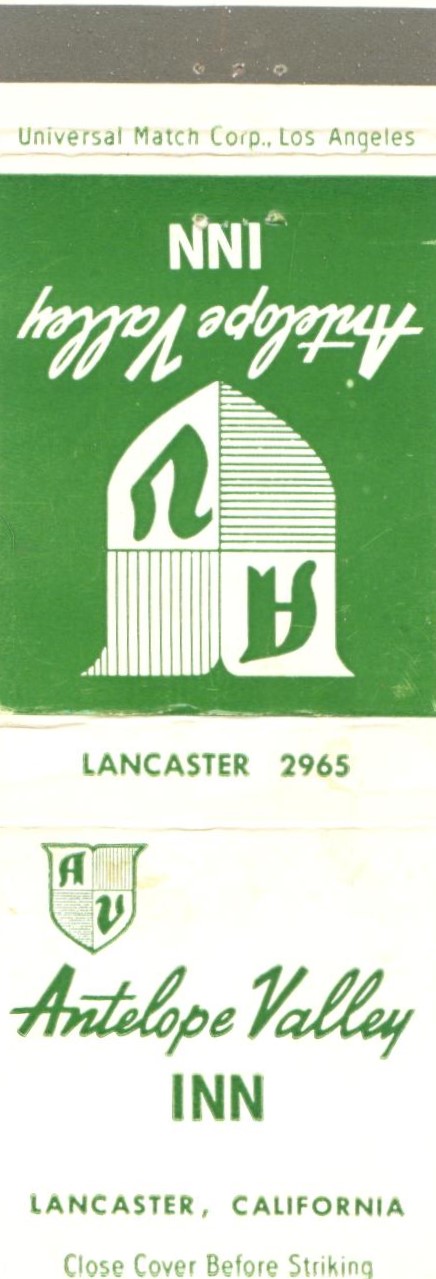 Universal Match Corp., Los Angeles
Antelope Valley
INN
A
V
LANCASTER 2965
A
V
Antelope Valley
INN
LANCASTER, CALIFORNIA
Close Cover Before Striking